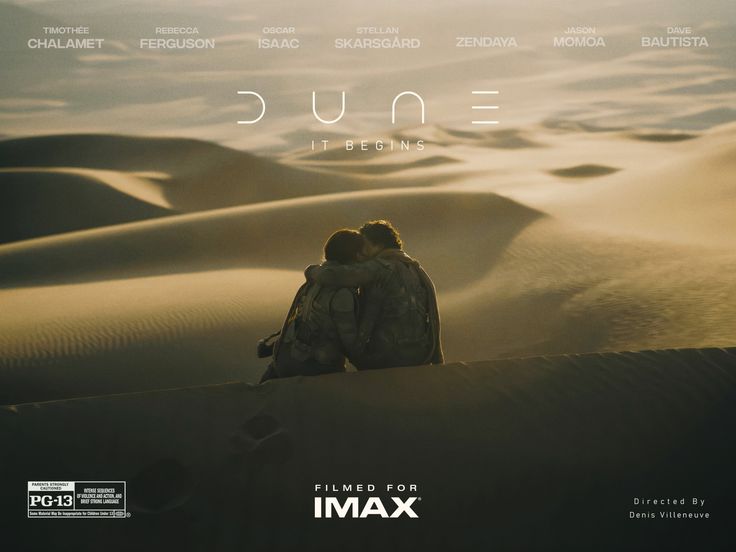 TIMOTHÉE
CHALAMET
REBECCA
FERGUSON
OSCAR
ISAAC
STELLAN
SKARSGÅRD
ZENDAYA
JASON
MOMOA
DAVE
BAUTISTA
DUNE
IT BEGINS
PARENTS STRONGLY CAUTIONED
PG-13
INTENSE SEQUENCES
OF VIOLENCE AND ACTION, AND
BRIEF STRONG LANGUAGE
Some Material May Be Inappropriate for Children Under 13
®
FILMED FOR
IMAX®
Directed By
Denis Villeneuve